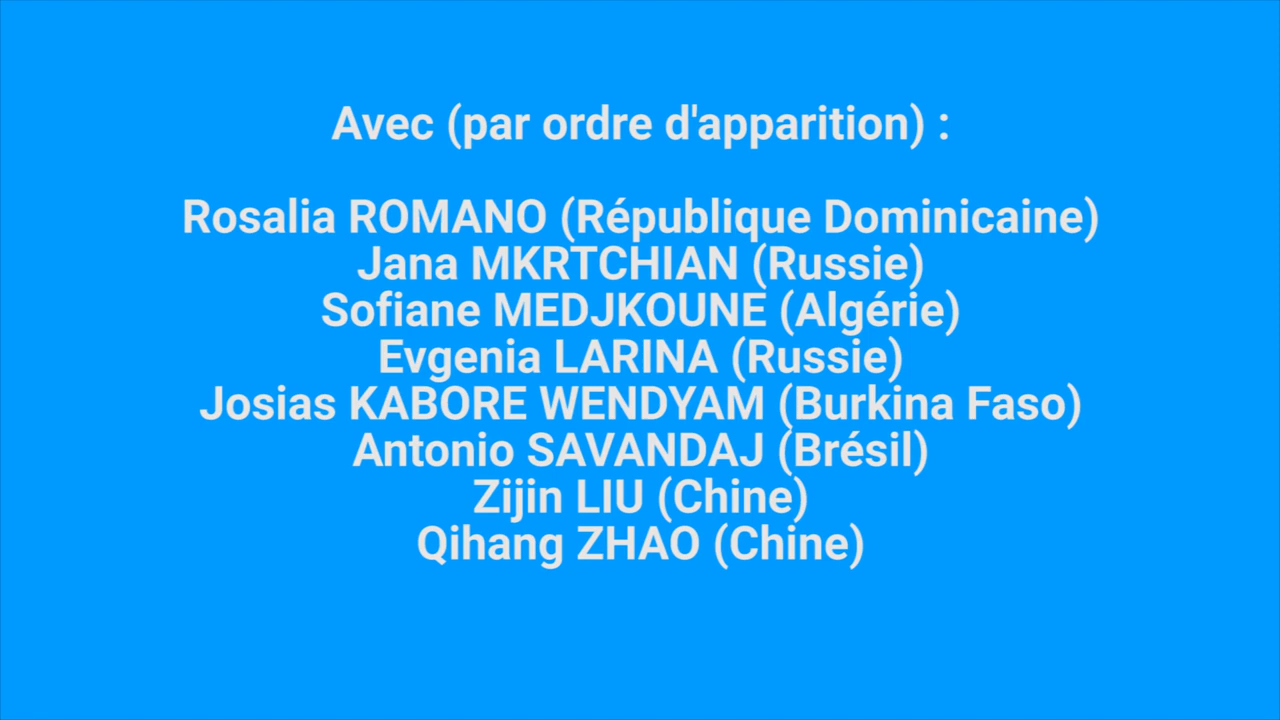 Avec (par ordre d'apparition) :
Rosalia ROMANO (République Dominicaine)
Jana MKRTCHIAN (Russie)
Sofiane MEDJKOUNE (Algérie)
Evgenia LARINA (Russie)
Josias KABORE WENDYAM (Burkina Faso)
Antonio SAVANDAJ (Brésil)
Zijin LIU (Chine)
Qihang ZHAO (Chine)